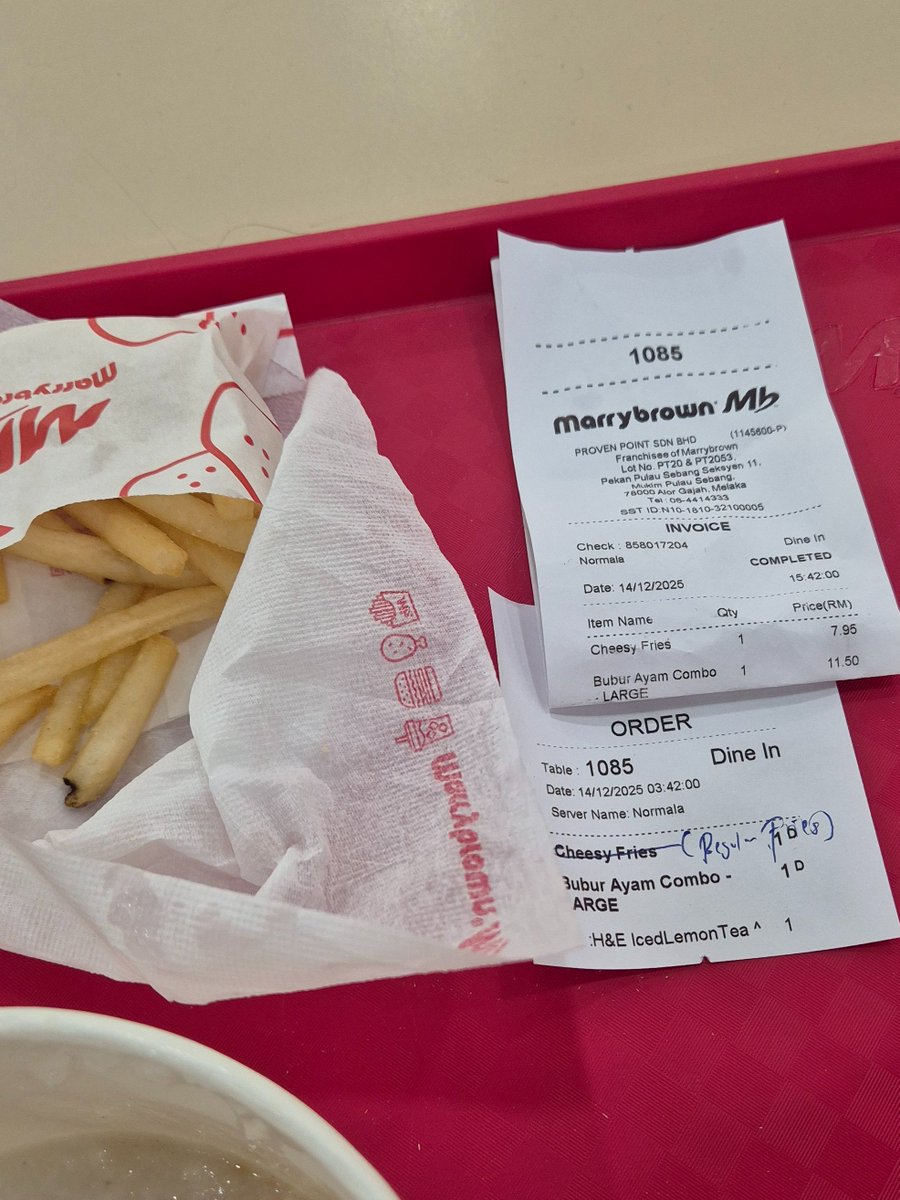 1085
Marrybrown Mb
PROVEN POINT SDN BHD (1145600-P)
Franchisee of Marrybrown
Lot No. PT20 & PT2053,
Pekan Pulau Sebang Seksyen 11,
Mukim Pulau Sebang,
78000 Alor Gajah, Melaka
Tel : 06-4414333
SST ID:N10-1810-32100005
INVOICE
Check : 858017204 Dine In
Normala COMPLETED
Date: 14/12/2025 15:42:00
Item Name Qty Price(RM)
Cheesy Fries 1 7.95
Bubur Ayam Combo 1 11.50
- LARGE
ORDER
Table : 1085 Dine In
Date: 14/12/2025 03:42:00
Server Name: Normala
Cheesy Fries (Regular Fries) 1 D
Bubur Ayam Combo - 1 D
ARGE
:H&E IcedLemonTea ^ 1
Marrybrown
Marrybro
Mb